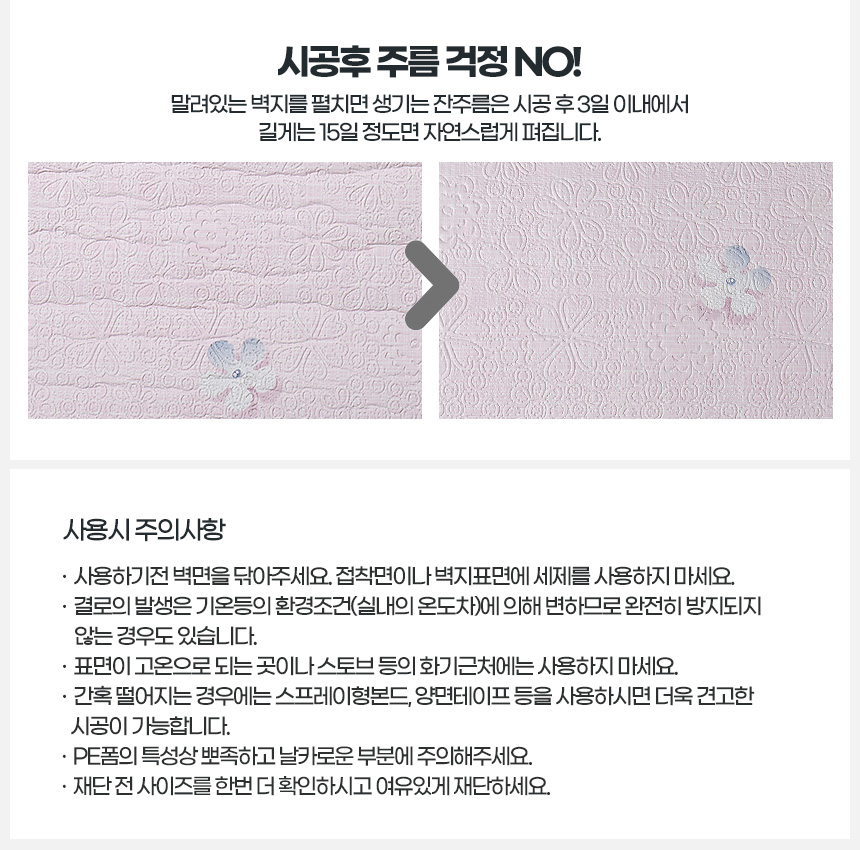 시공후 주름 걱정 NO!
말려있는 벽지를 펼치면 생기는 잔주름은 시공 후 3일 이내에서
길게는 15일 정도면 자연스럽게 펴집니다.
사용시 주의사항
· 사용하기전 벽면을 닦아주세요. 접착면이나 벽지표면에 세제를 사용하지 마세요.
· 결로의 발생은 기온등의 환경조건(실내의 온도차)에 의해 변하므로 완전히 방지되지
않는 경우도 있습니다.
· 표면이 고온으로 되는 곳이나 스토브 등의 화기근처에는 사용하지 마세요.
· 간혹 떨어지는 경우에는 스프레이형본드, 양면테이프 등을 사용하시면 더욱 견고한
시공이 가능합니다.
· PE폼의 특성상 뽀족하고 날카로운 부분에 주의해주세요.
· 재단 전 사이즈를 한번 더 확인하시고 여유있게 재단하세요.